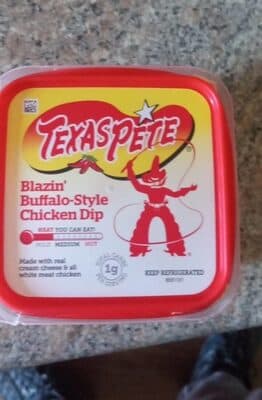 TEXAS PETE
Blazin'
Buffalo-Style
Chicken Dip
HEAT YOU CAN EAT!
MILD MEDIUM HOT
Made with real
cream cheese & all
white meat chicken
1g
KEEP REFRIGERATED